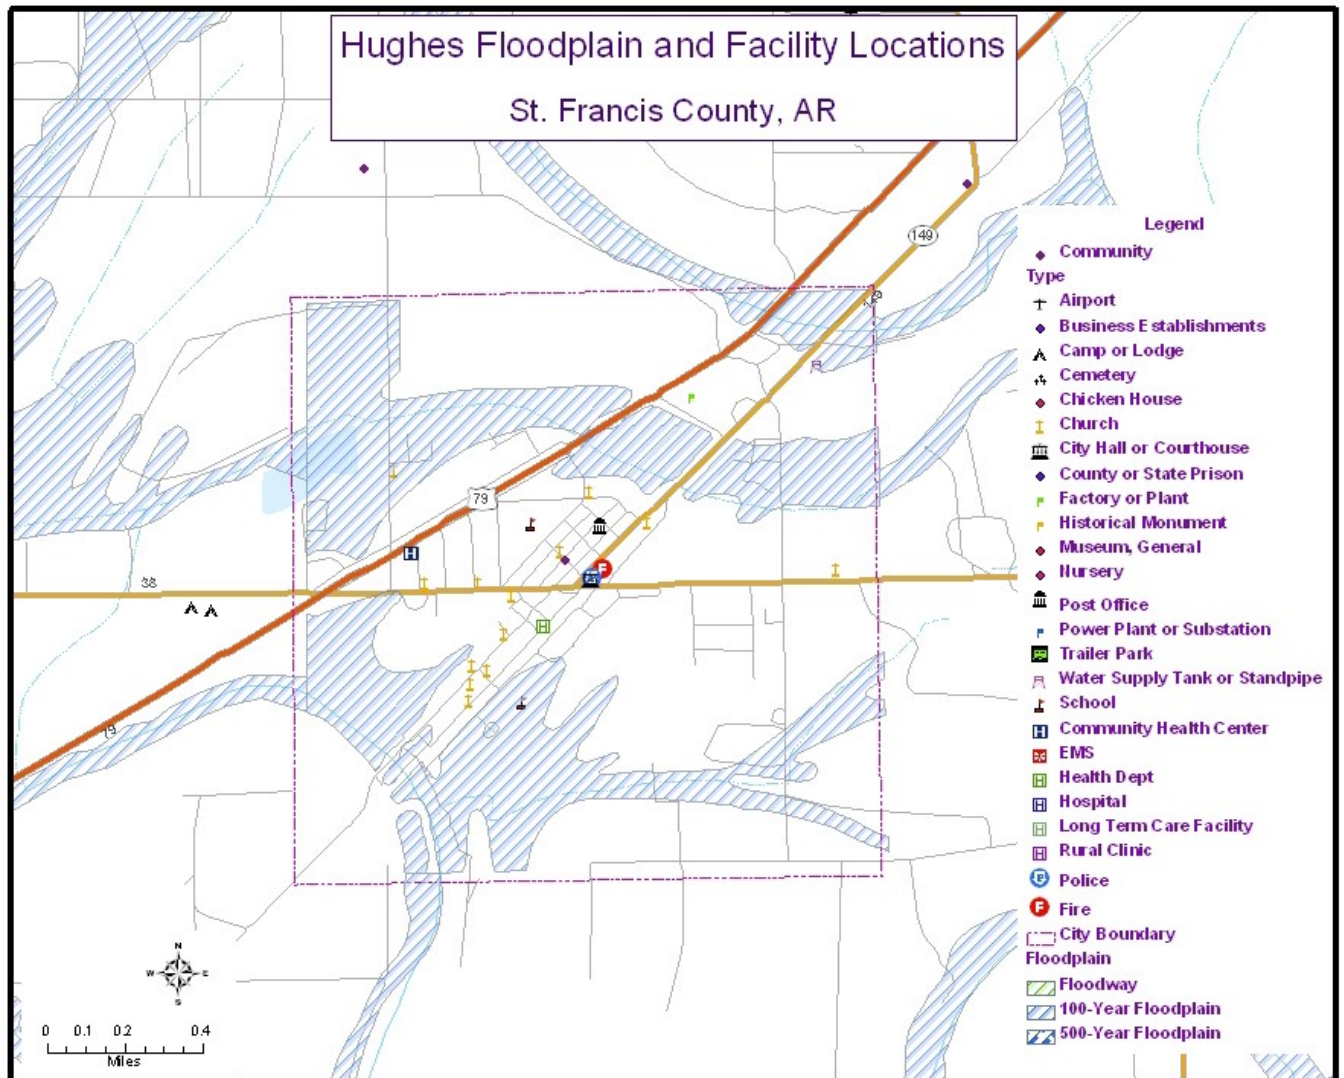 Hughes Floodplain and Facility Locations
St. Francis County, AR
149
79
38
79
Legend
Community
Type
Airport
Business Establishments
Camp or Lodge
Cemetery
Chicken House
Church
City Hall or Courthouse
County or State Prison
Factory or Plant
Historical Monument
Museum, General
Nursery
Post Office
Power Plant or Substation
Trailer Park
Water Supply Tank or Standpipe
School
H Community Health Center
EMS
H Health Dept
H Hospital
H Long Term Care Facility
H Rural Clinic
P Police
F Fire
City Boundary
Floodplain
Floodway
100-Year Floodplain
500-Year Floodplain
H
F
H
N
W E
S
0 0.1 0.2 0.4
Miles